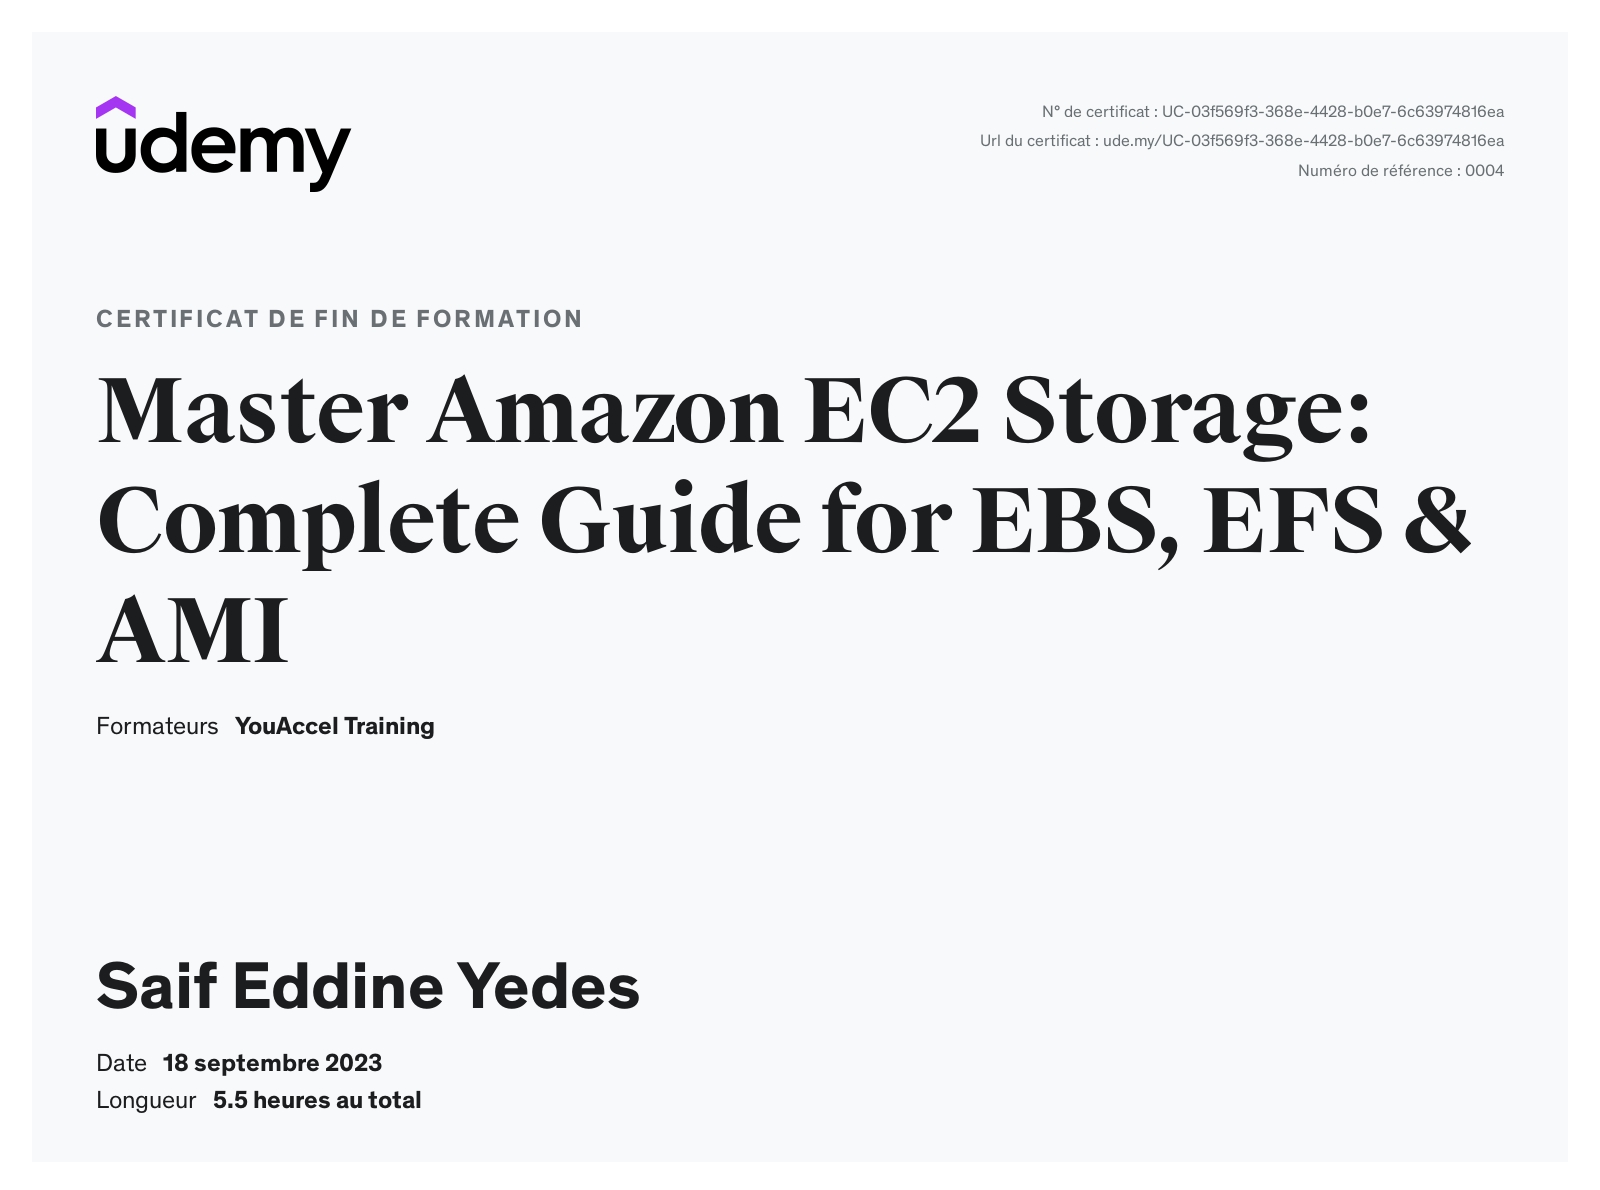 udemy
N° de certificat : UC-03f569f3-368e-4428-b0e7-6c63974816ea
Url du certificat : ude.my/UC-03f569f3-368e-4428-b0e7-6c63974816ea
Numéro de référence : 0004
CERTIFICAT DE FIN DE FORMATION
Master Amazon EC2 Storage:
Complete Guide for EBS, EFS &
AMI
Formateurs YouAccel Training
Saif Eddine Yedes
Date 18 septembre 2023
Longueur 5.5 heures au total